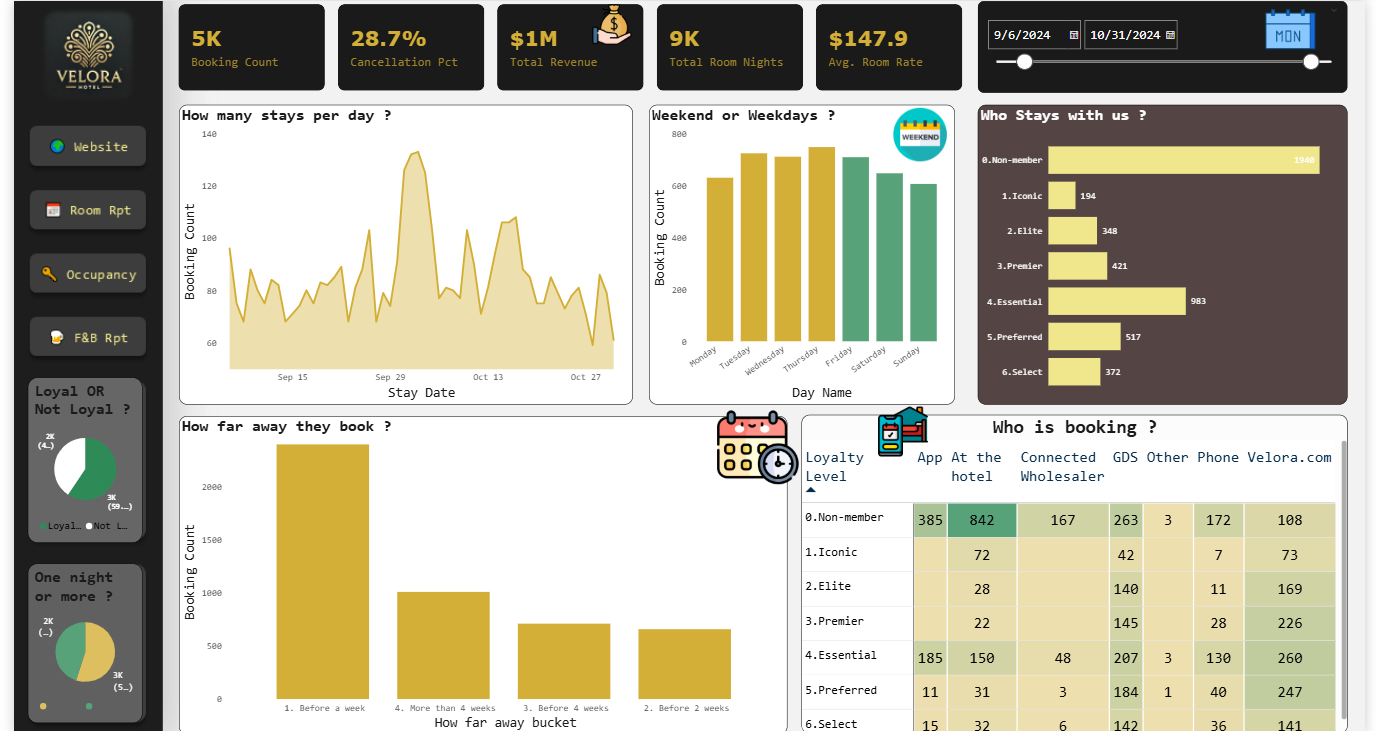 VELORA
HOTEL
Website
Room Rpt
Occupancy
F&B Rpt
Loyal OR
Not Loyal ?
2K
(4…)
3K
(59.…)
Loyal… Not L…
One night
or more ?
2K
(…)
3K
(5…)
5K
Booking Count
28.7%
Cancellation Pct
$1M
Total Revenue
9K
Total Room Nights
$147.9
Avg. Room Rate
9/6/2024 10/31/2024
MON
How many stays per day ?
140
120
100
80
60
Booking Count
Sep 15 Sep 29 Oct 13 Oct 27
Stay Date
Weekend or Weekdays ?
WEEKEND
800
600
400
200
0
Booking Count
Monday Tuesday Wednesday Thursday Friday Saturday Sunday
Day Name
Who Stays with us ?
0.Non-member 1940
1.Iconic 194
2.Elite 348
3.Premier 421
4.Essential 983
5.Preferred 517
6.Select 372
How far away they book ?
2000
1500
1000
500
0
Booking Count
1. Before a week 4. More than 4 weeks 3. Before 4 weeks 2. Before 2 weeks
How far away bucket
Who is booking ?
Loyalty Level App At the hotel Connected Wholesaler GDS Other Phone Velora.com
0.Non-member 385 842 167 263 3 172 108
1.Iconic 72 42 7 73
2.Elite 28 140 11 169
3.Premier 22 145 28 226
4.Essential 185 150 48 207 3 130 260
5.Preferred 11 31 3 184 1 40 247
6.Select 15 32 6 142 36 141